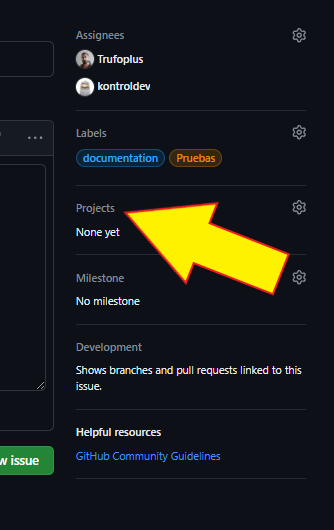 Assignees
Trufoplus
kontroldev
Labels
documentation Pruebas
Projects
None yet
Milestone
No milestone
Development
Shows branches and pull requests linked to this
issue.
Helpful resources
w issue
GitHub Community Guidelines